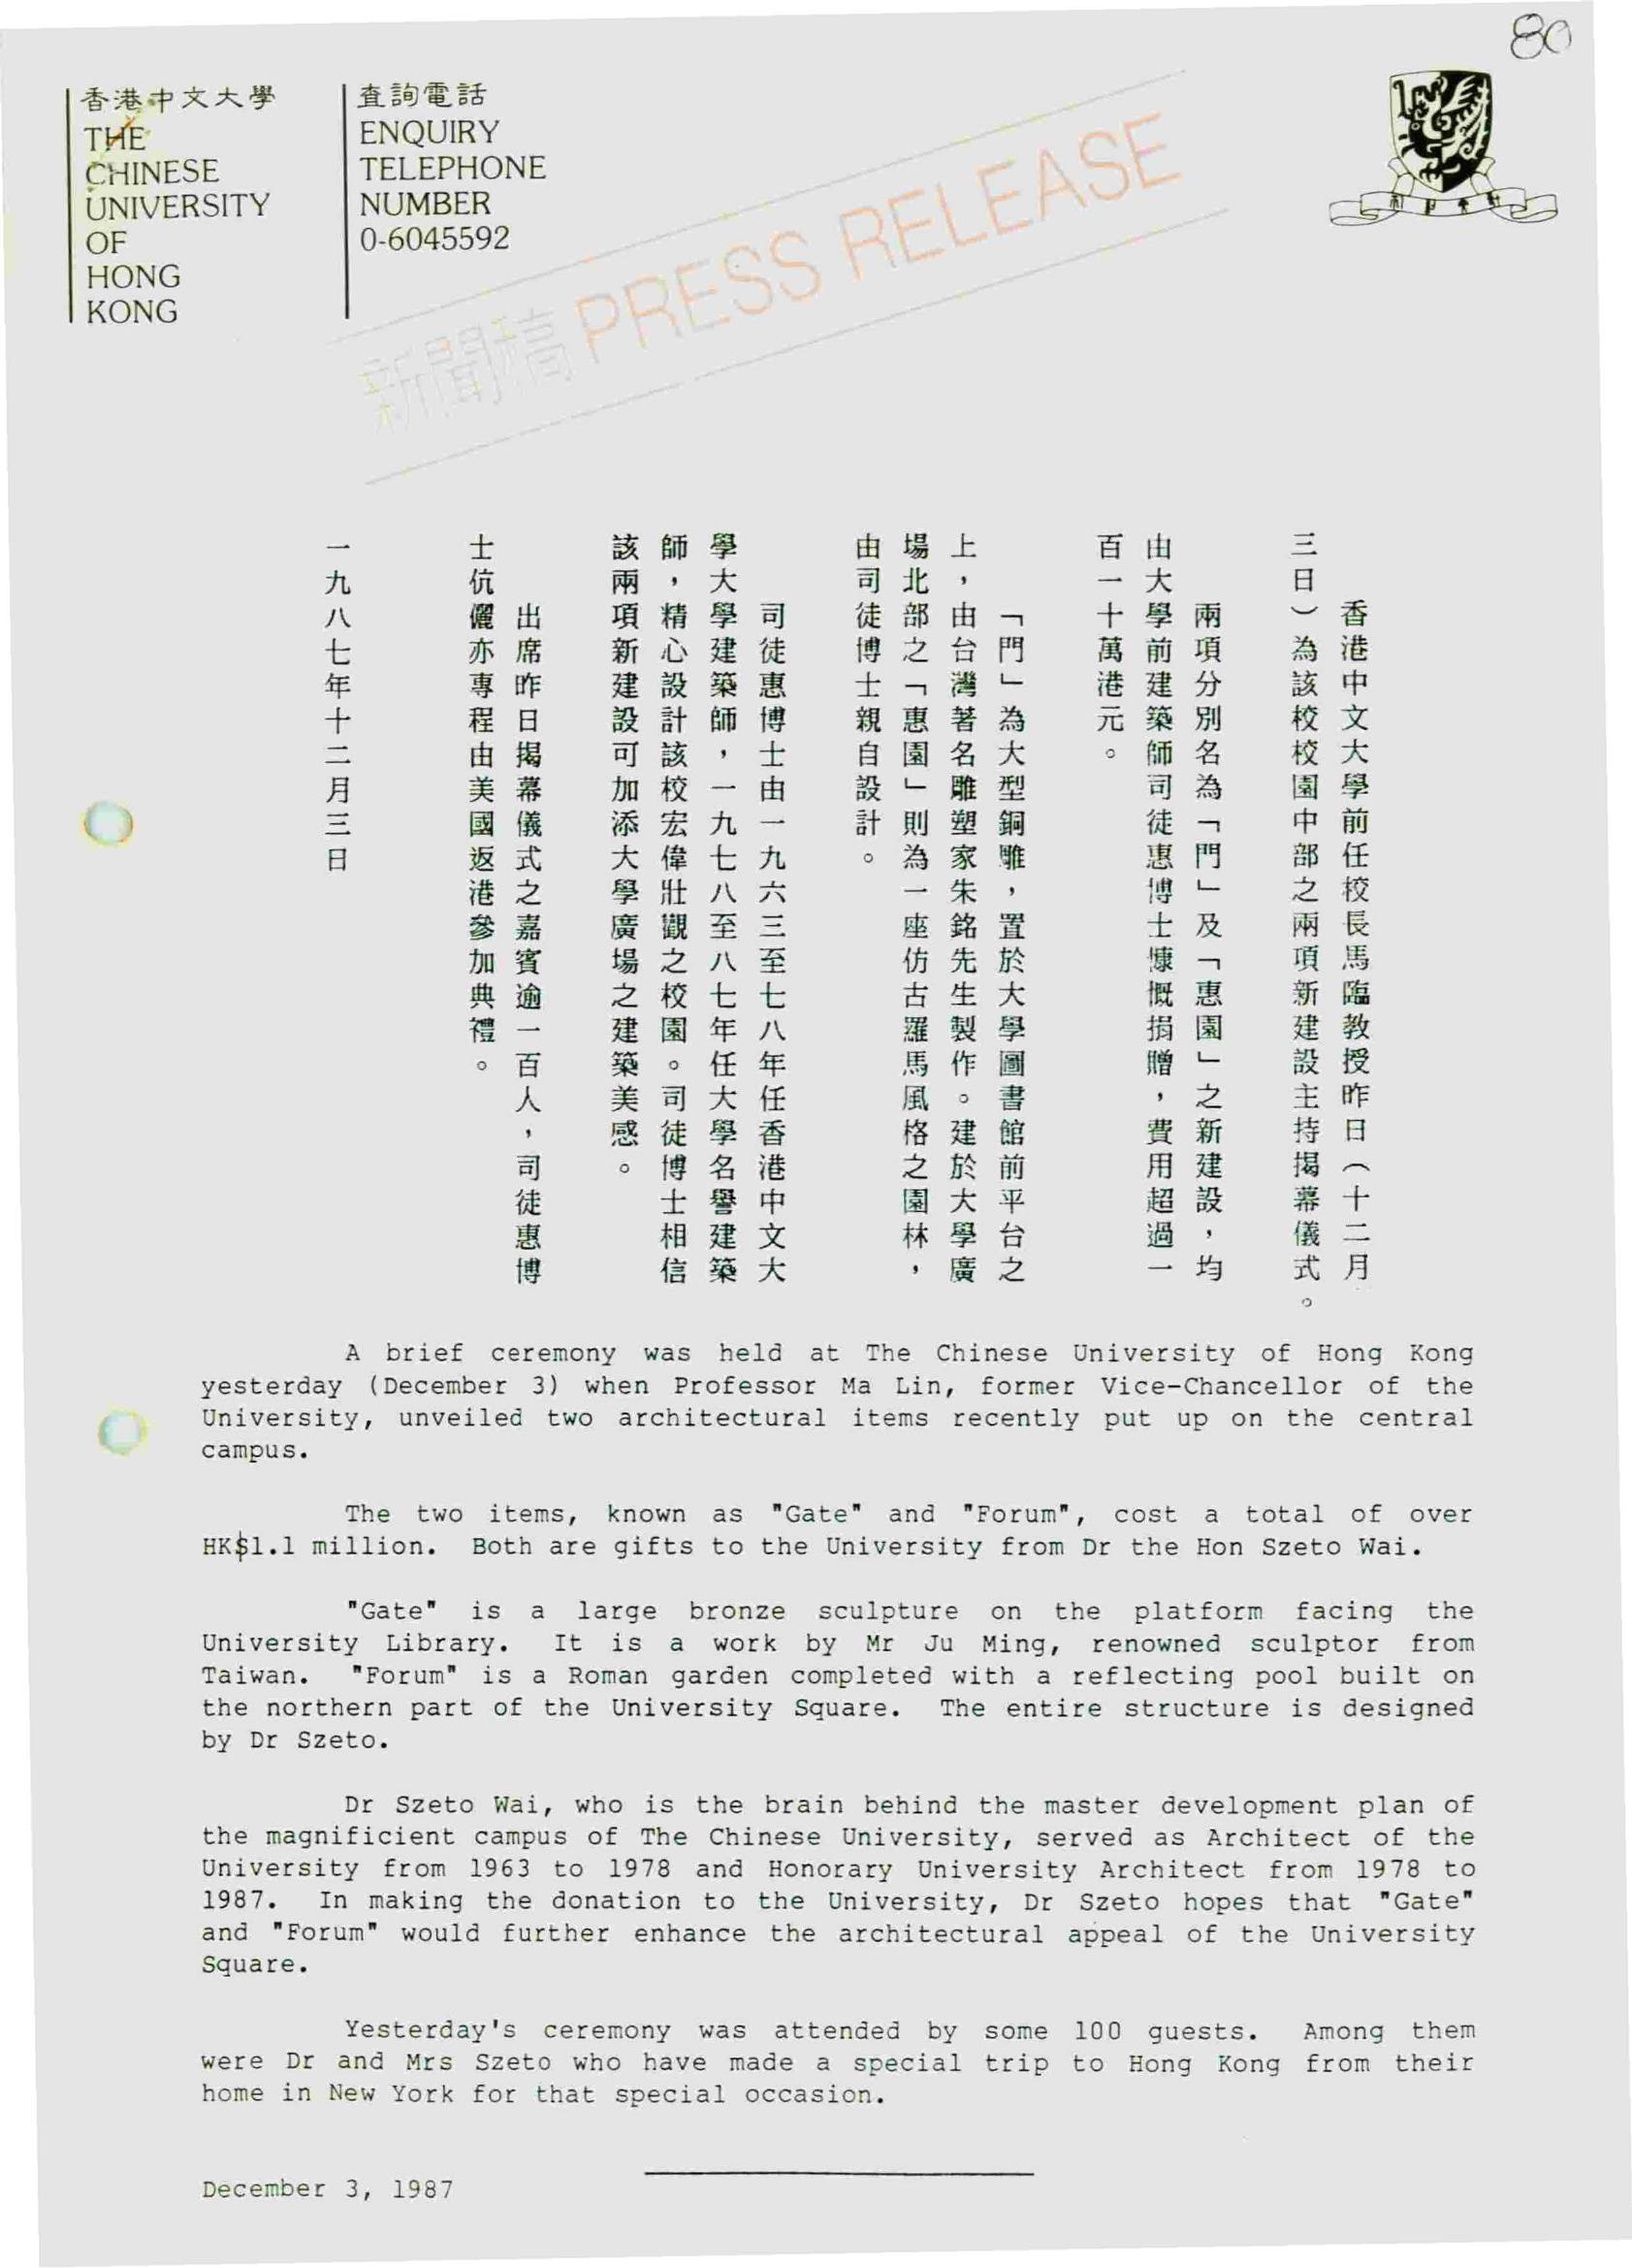 80
香港中文大學
THE
CHINESE
UNIVERSITY
OF
HONG
KONG
查詢電話
ENQUIRY
TELEPHONE
NUMBER
0-6045592
新聞稿 PRESS RELEASE
香港中文大學前任校長馬臨教授昨日（十二月
三日）為該校校園中部之兩項新建設主持揭幕儀式。
兩項分別名為「門」及「惠園」之新建設，均
由大學前建築師司徒惠博士慷慨捐贈，費用超過一
百一十萬港元。
「門」為大型銅雕，置於大學圖書館前平台之
上，由台灣著名雕塑家朱銘先生製作。建於大學廣
場北部之「惠園」則為一座仿古羅馬風格之園林，
由司徒博士親自設計。
司徒惠博士由一九六三至七八年任香港中文大
學大學建築師，一九七八至八七年任大學名譽建築
師，精心設計該校宏偉壯觀之校園。司徒博士相信
該兩項新建設可加添大學廣場之建築美感。
出席昨日揭幕儀式之嘉賓逾一百人，司徒惠博
士伉儷亦專程由美國返港參加典禮。
一九八七年十二月三日
A brief ceremony was held at The Chinese University of Hong Kong
yesterday (December 3) when Professor Ma Lin, former Vice-Chancellor of the
University, unveiled two architectural items recently put up on the central
campus.
The two items, known as "Gate" and "Forum", cost a total of over
HK$1.1 million. Both are gifts to the University from Dr the Hon Szeto Wai.
"Gate" is a large bronze sculpture on the platform facing the
University Library. It is a work by Mr Ju Ming, renowned sculptor from
Taiwan. "Forum" is a Roman garden completed with a reflecting pool built on
the northern part of the University Square. The entire structure is designed
by Dr Szeto.
Dr Szeto Wai, who is the brain behind the master development plan of
the magnificient campus of The Chinese University, served as Architect of the
University from 1963 to 1978 and Honorary University Architect from 1978 to
1987. In making the donation to the University, Dr Szeto hopes that "Gate"
and "Forum" would further enhance the architectural appeal of the University
Square.
Yesterday's ceremony was attended by some 100 guests. Among them
were Dr and Mrs Szeto who have made a special trip to Hong Kong from their
home in New York for that special occasion.
December 3, 1987